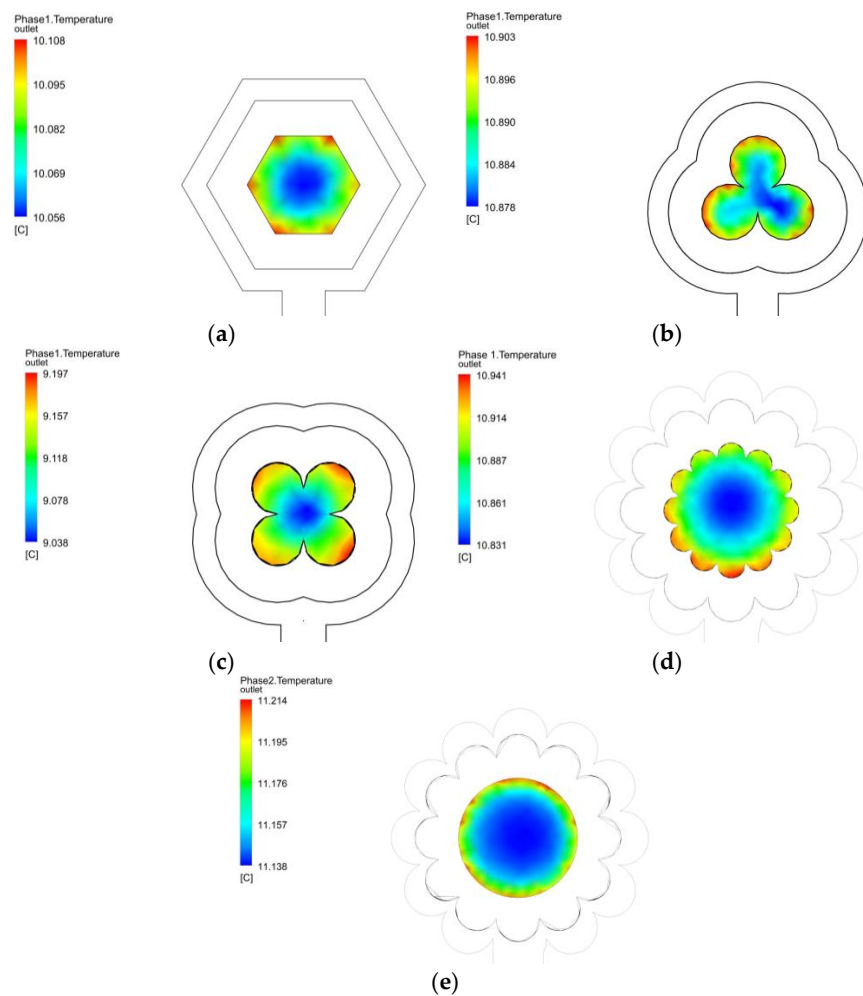 Phase1.Temperature
outlet
10.108
10.095
10.082
10.069
10.056
[C]
(a)
Phase1.Temperature
outlet
10.903
10.896
10.890
10.884
10.878
[C]
(b)
Phase1.Temperature
outlet
9.197
9.157
9.118
9.078
9.038
[C]
(c)
Phase 1.Temperature
outlet
10.941
10.914
10.887
10.861
10.831
[C]
(d)
Phase2.Temperature
outlet
11.214
11.195
11.176
11.157
11.138
[C]
(e)